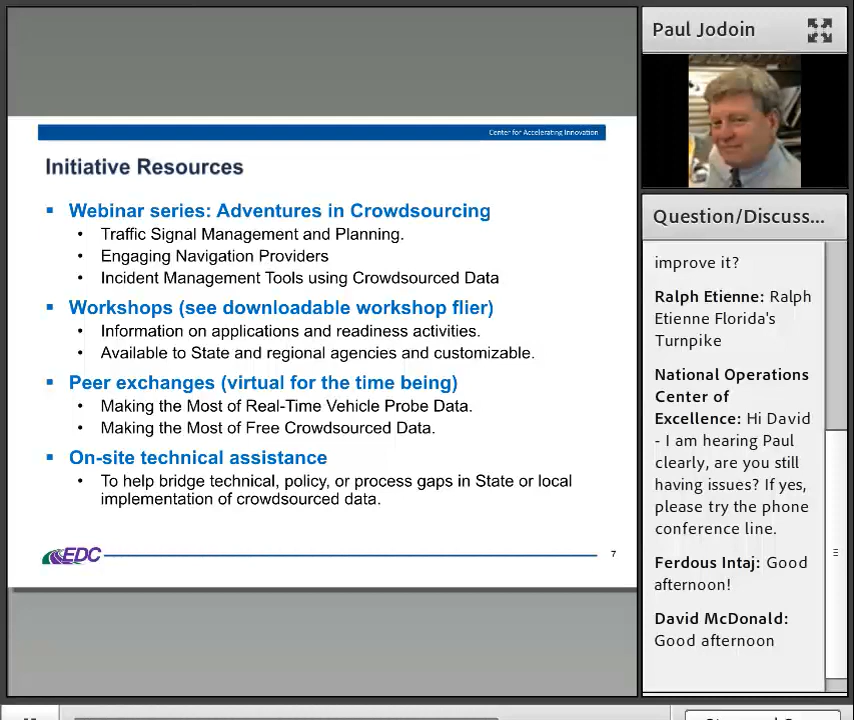 Center for Accelerating Innovation
Initiative Resources
▪ Webinar series: Adventures in Crowdsourcing
• Traffic Signal Management and Planning.
• Engaging Navigation Providers
• Incident Management Tools using Crowdsourced Data
▪ Workshops (see downloadable workshop flier)
• Information on applications and readiness activities.
• Available to State and regional agencies and customizable.
▪ Peer exchanges (virtual for the time being)
• Making the Most of Real-Time Vehicle Probe Data.
• Making the Most of Free Crowdsourced Data.
▪ On-site technical assistance
• To help bridge technical, policy, or process gaps in State or local
implementation of crowdsourced data.
EDC
7
Paul Jodoin
Question/Discuss...
improve it?
Ralph Etienne: Ralph
Etienne Florida's
Turnpike
National Operations
Center of
Excellence: Hi David
- I am hearing Paul
clearly, are you still
having issues? If yes,
please try the phone
conference line.
Ferdous Intaj: Good
afternoon!
David McDonald:
Good afternoon